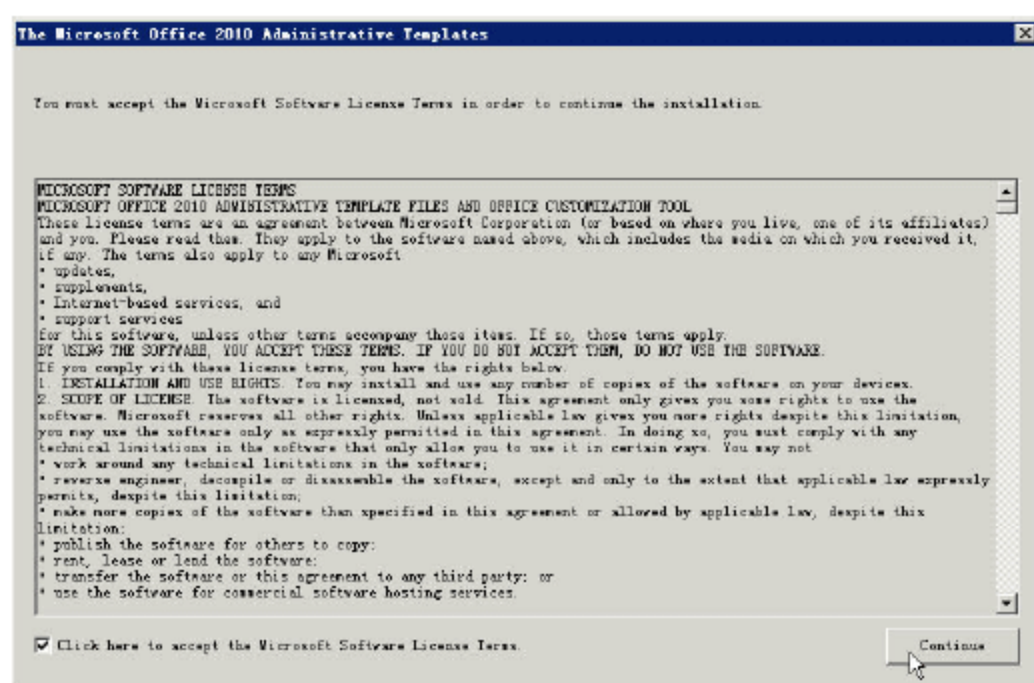 The Microsoft Office 2010 Administrative Templates
You must accept the Microsoft Software License Terms in order to continue the installation.
MICROSOFT SOFTWARE LICENSE TERMS
MICROSOFT OFFICE 2010 ADMINISTRATIVE TEMPLATE FILES AND OFFICE CUSTOMIZATION TOOL
These license terms are an agreement between Microsoft Corporation (or based on where you live, one of its affiliates)
and you. Please read them. They apply to the software named above, which includes the media on which you received it,
if any. The terms also apply to any Microsoft
* updates,
* supplements,
* Internet-based services, and
* support services
for this software, unless other terms accompany those items. If so, those terms apply.
BY USING THE SOFTWARE, YOU ACCEPT THESE TERMS. IF YOU DO NOT ACCEPT THEM, DO NOT USE THE SOFTWARE.
If you comply with these license terms, you have the rights below.
1. INSTALLATION AND USE RIGHTS. You may install and use any number of copies of the software on your devices.
2. SCOPE OF LICENSE. The software is licensed, not sold. This agreement only gives you some rights to use the
software. Microsoft reserves all other rights. Unless applicable law gives you more rights despite this limitation,
you may use the software only as expressly permitted in this agreement. In doing so, you must comply with any
technical limitations in the software that only allow you to use it in certain ways. You may not
* work around any technical limitations in the software;
* reverse engineer, decompile or disassemble the software, except and only to the extent that applicable law expressly
permits, despite this limitation;
* make more copies of the software than specified in this agreement or allowed by applicable law, despite this
limitation;
* publish the software for others to copy;
* rent, lease or lend the software;
* transfer the software or this agreement to any third party; or
* use the software for commercial software hosting services.
Click here to accept the Microsoft Software License Terms.
Continue